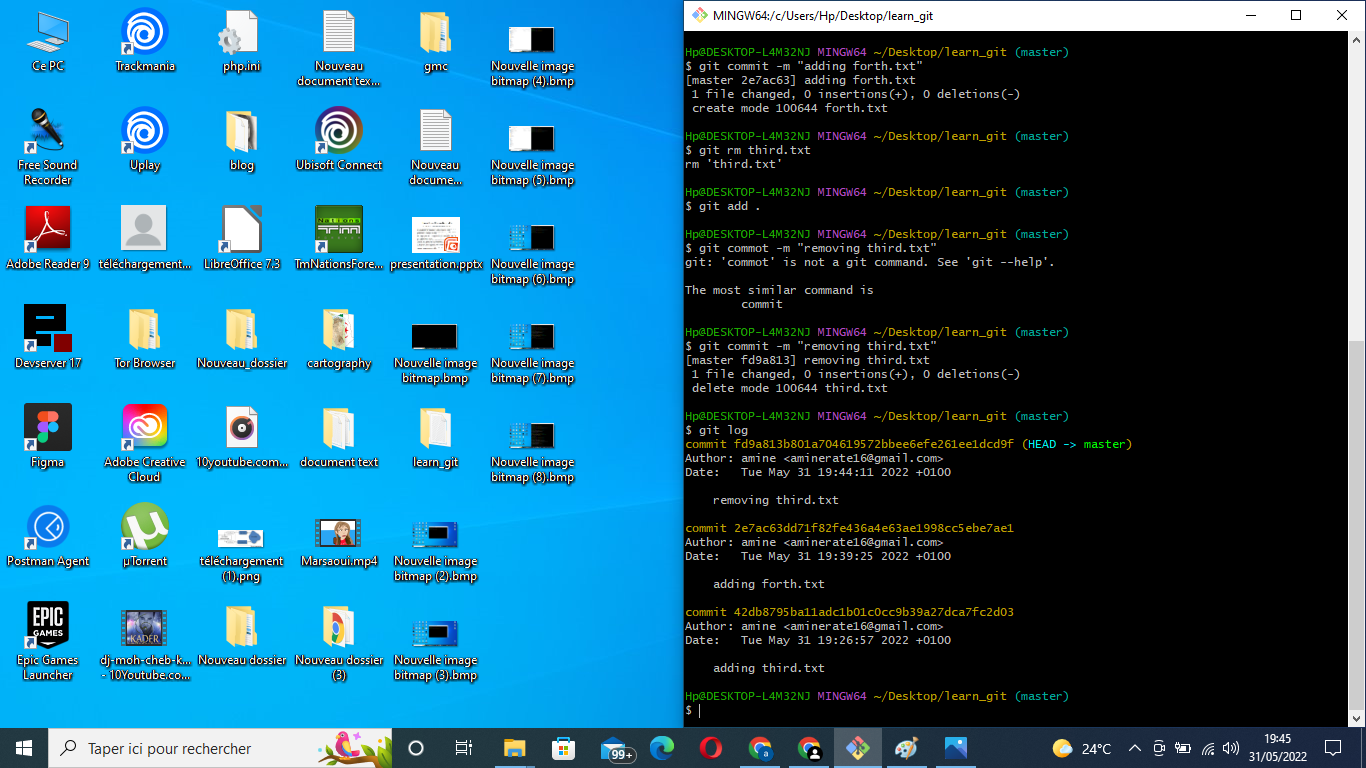 Ce PC
Trackmania
php.ini
Nouveau
document tex...
gmc
Nouvelle image
bitmap (4).bmp
Free Sound
Recorder
Uplay
blog
Ubisoft Connect
Nouveau
docume...
Nouvelle image
bitmap (5).bmp
Adobe Reader 9
téléchargement...
LibreOffice 7.3
Nations
TmNationsFore...
presentation.pptx
Nouvelle image
bitmap (6).bmp
Devserver 17
Tor Browser
Nouveau_dossier
cartography
Nouvelle image
bitmap.bmp
Nouvelle image
bitmap (7).bmp
Figma
Adobe Creative
Cloud
10youtube.com...
document text
learn_git
Nouvelle image
bitmap (8).bmp
Postman Agent
µTorrent
téléchargement
(1).png
Marsaoui.mp4
Nouvelle image
bitmap (2).bmp
EPIC
GAMES
Epic Games
Launcher
KADER
dj-moh-cheb-k...
- 10Youtube.co...
Nouveau dossier
Nouveau dossier
(3)
Nouvelle image
bitmap (3).bmp
MINGW64:/c/Users/Hp/Desktop/learn_git
Hp@DESKTOP-L4M32NJ MINGW64 ~/Desktop/learn_git (master)
$ git commit -m "adding forth.txt"
[master 2e7ac63] adding forth.txt
1 file changed, 0 insertions(+), 0 deletions(-)
create mode 100644 forth.txt
Hp@DESKTOP-L4M32NJ MINGW64 ~/Desktop/learn_git (master)
$ git rm third.txt
rm 'third.txt'
Hp@DESKTOP-L4M32NJ MINGW64 ~/Desktop/learn_git (master)
$ git add .
Hp@DESKTOP-L4M32NJ MINGW64 ~/Desktop/learn_git (master)
$ git commot -m "removing third.txt"
git: 'commot' is not a git command. See 'git --help'.
The most similar command is
commit
Hp@DESKTOP-L4M32NJ MINGW64 ~/Desktop/learn_git (master)
$ git commit -m "removing third.txt"
[master fd9a813] removing third.txt
1 file changed, 0 insertions(+), 0 deletions(-)
delete mode 100644 third.txt
Hp@DESKTOP-L4M32NJ MINGW64 ~/Desktop/learn_git (master)
$ git log
commit fd9a813b801a704619572bbee6efe261ee1dcd9f (HEAD -> master)
Author: amine <aminerate16@gmail.com>
Date: Tue May 31 19:44:11 2022 +0100
removing third.txt
commit 2e7ac63dd71f82fe436a4e63ae1998cc5ebe7ae1
Author: amine <aminerate16@gmail.com>
Date: Tue May 31 19:39:25 2022 +0100
adding forth.txt
commit 42db8795ba11adc1b01c0cc9b39a27dca7fc2d03
Author: amine <aminerate16@gmail.com>
Date: Tue May 31 19:26:57 2022 +0100
adding third.txt
Hp@DESKTOP-L4M32NJ MINGW64 ~/Desktop/learn_git (master)
$
Taper ici pour rechercher
99+
a
24°C
19:45
31/05/2022